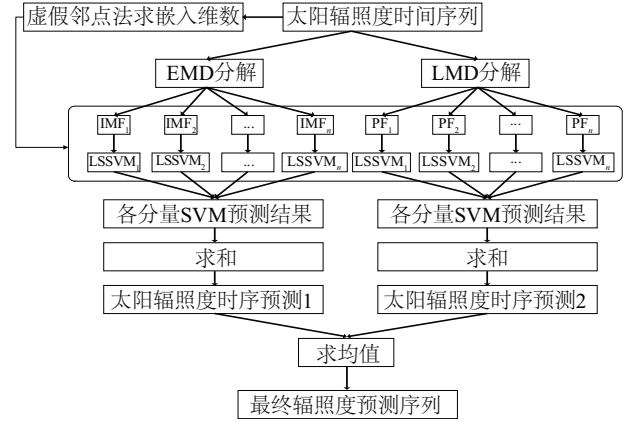 虚假邻点法求嵌入维数 太阳辐照度时间序列
EMD分解 LMD分解
IMF₁ IMF₂ ... IMFₙ PF₁ PF₂ ... PFₙ
LSSVM₁ LSSVM₂ ... LSSVMₙ LSSVM₁ LSSVM₂ ... LSSVMₙ
各分量SVM预测结果 各分量SVM预测结果
求和 求和
太阳辐照度时序预测1 太阳辐照度时序预测2
求均值
最终辐照度预测序列